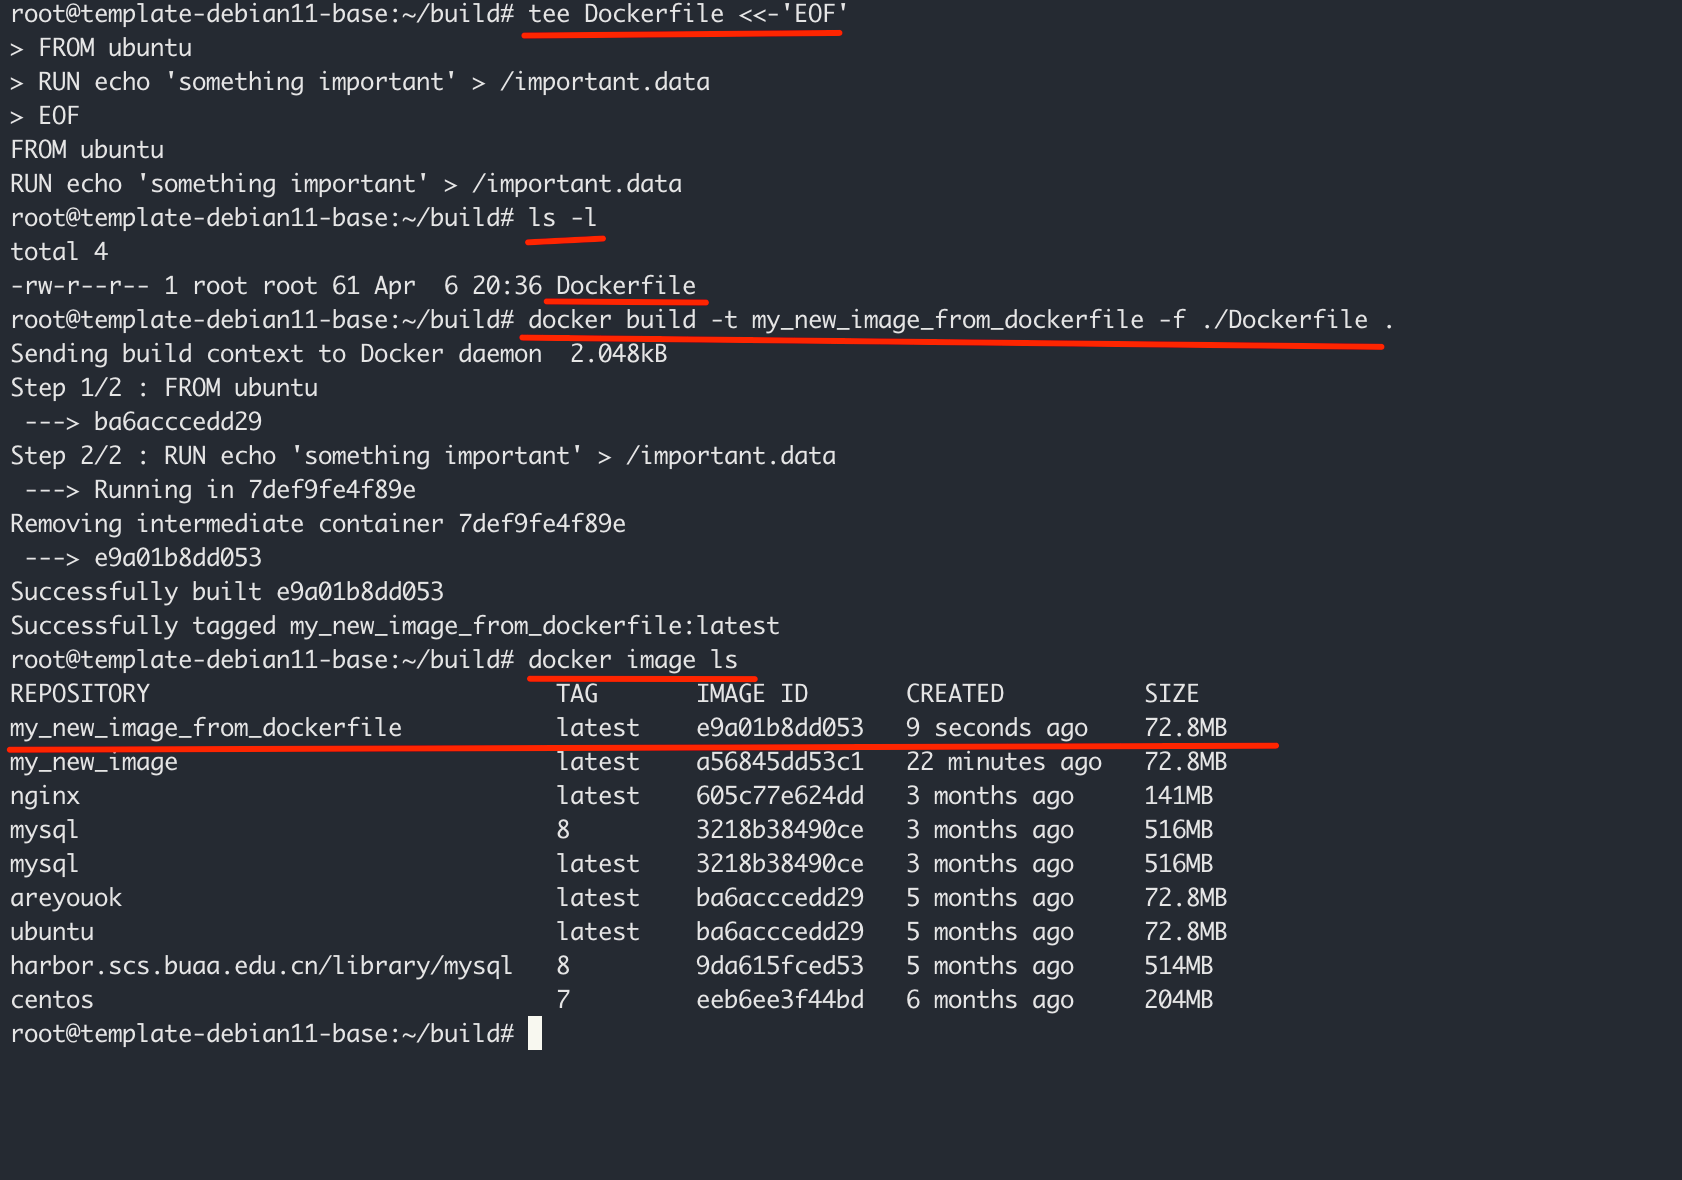 root@template-debian11-base:~/build# tee Dockerfile <<-'EOF'
> FROM ubuntu
> RUN echo 'something important' > /important.data
> EOF
FROM ubuntu
RUN echo 'something important' > /important.data
root@template-debian11-base:~/build# ls -l
total 4
-rw-r--r-- 1 root root 61 Apr  6 20:36 Dockerfile
root@template-debian11-base:~/build# docker build -t my_new_image_from_dockerfile -f ./Dockerfile .
Sending build context to Docker daemon  2.048kB
Step 1/2 : FROM ubuntu
 ---> ba6acccedd29
Step 2/2 : RUN echo 'something important' > /important.data
 ---> Running in 7def9fe4f89e
Removing intermediate container 7def9fe4f89e
 ---> e9a01b8dd053
Successfully built e9a01b8dd053
Successfully tagged my_new_image_from_dockerfile:latest
root@template-debian11-base:~/build# docker image ls
REPOSITORY                             TAG       IMAGE ID       CREATED          SIZE
my_new_image_from_dockerfile           latest    e9a01b8dd053   9 seconds ago    72.8MB
my_new_image                           latest    a56845dd53c1   22 minutes ago   72.8MB
nginx                                  latest    605c77e624dd   3 months ago     141MB
mysql                                  8         3218b38490ce   3 months ago     516MB
mysql                                  latest    3218b38490ce   3 months ago     516MB
areyouok                               latest    ba6acccedd29   5 months ago     72.8MB
ubuntu                                 latest    ba6acccedd29   5 months ago     72.8MB
harbor.scs.buaa.edu.cn/library/mysql   8         9da615fced53   5 months ago     514MB
centos                                 7         eeb6ee3f44bd   6 months ago     204MB
root@template-debian11-base:~/build#